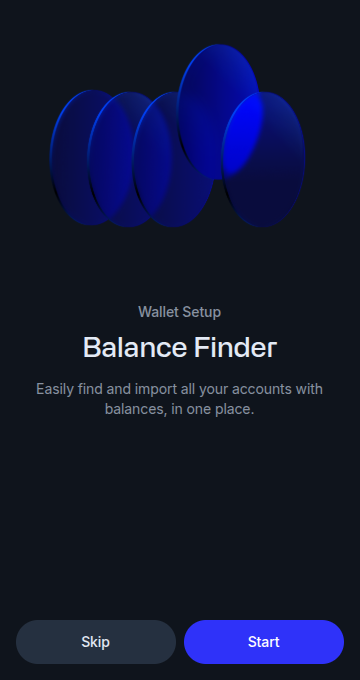 Wallet Setup
Balance Finder
Easily find and import all your accounts with
balances, in one place.
Skip
Start